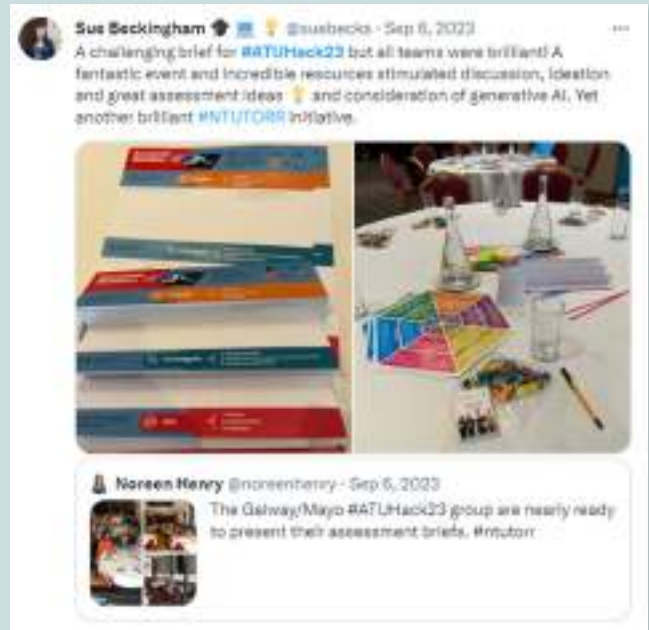 Sue Beckingham @suebecks · Sep 6, 2023
A challenging brief for #ATUHack23 but all teams were brilliant! A
fantastic event and incredible resources stimulated discussion, ideation
and great assessment ideas 💡 and consideration of generative AI. Yet
another brilliant #NTUTORR initiative.
Noreen Henry @noreenhenry · Sep 6, 2023
The Galway/Mayo #ATUHack23 group are nearly ready
to present their assessment briefs. #ntutorr